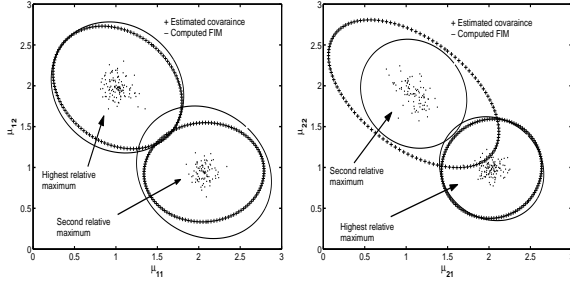 + Estimated covaraince
– Computed FIM
Highest relative
maximum
Second relative
maximum
3
2.5
2
1.5
1
0.5
0
0 0.5 1 1.5 2 2.5 3
μ12
μ11
+ Estimated covaraince
– Computed FIM
Second relative
maximum
Highest relative
maximum
3
2.5
2
1.5
1
0.5
0
0 0.5 1 1.5 2 2.5
μ22
μ21